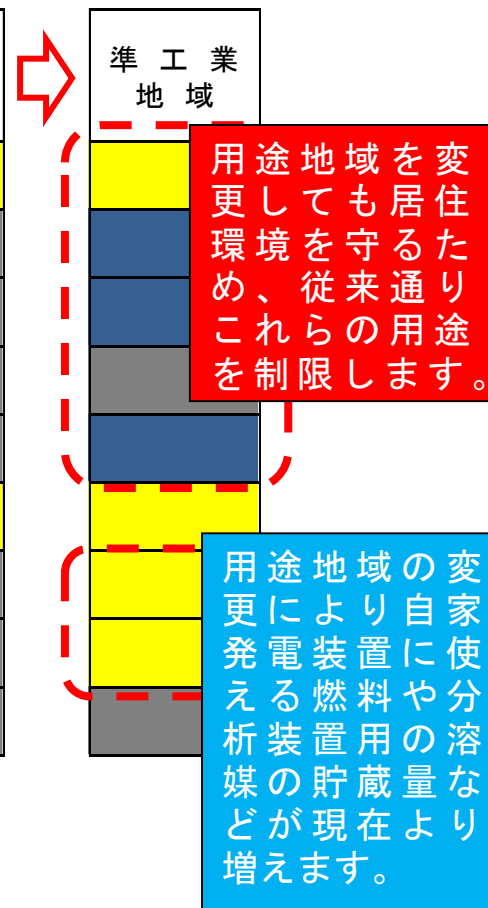 準工業
地域
用途地域を変
更しても居住
環境を守るた
め、従来通り
これらの用途
を制限します。
用途地域の変
更により自家
発電装置に使
える燃料や分
析装置用の溶
媒の貯蔵量な
どが現在より
増えます。